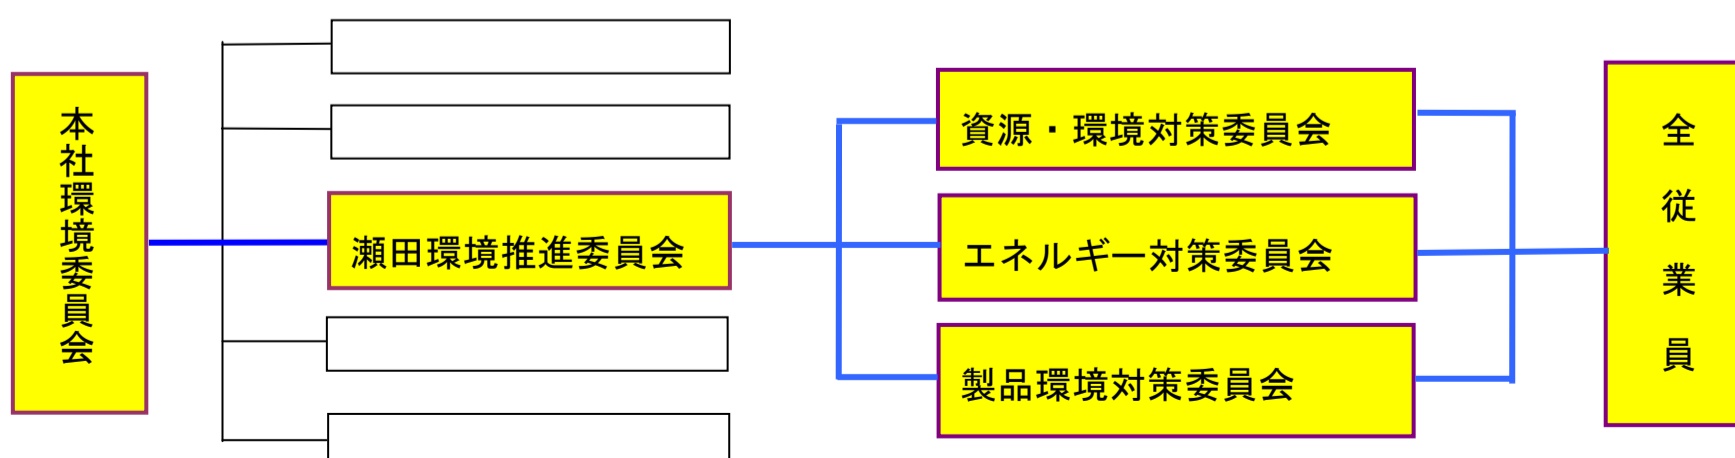 本社環境委員会
瀬田環境推進委員会
資源・環境対策委員会
エネルギー対策委員会
製品環境対策委員会
全従業員